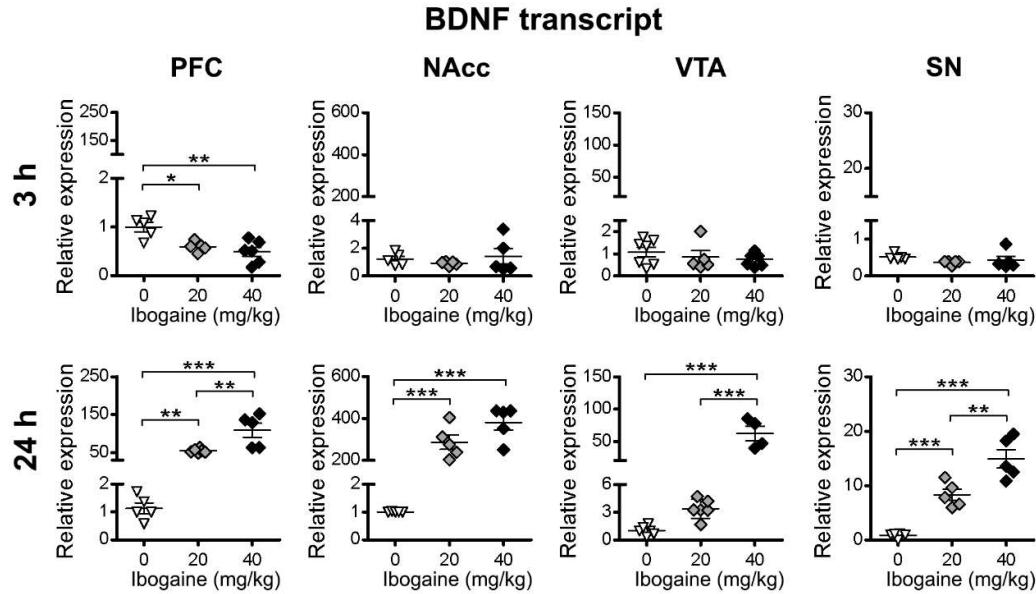 BDNF transcript
PFC NAcc VTA SN
3 h
Relative expression 250 150 2 1 0 * ** 0 20 40 Ibogaine (mg/kg)
Relative expression 600 200 4 2 0 0 20 40 Ibogaine (mg/kg)
Relative expression 150 100 50 2 1 0 0 20 40 Ibogaine (mg/kg)
Relative expression 30 20 1 0 0 20 40 Ibogaine (mg/kg)
24 h
Relative expression 250 150 50 2 1 0 *** ** ** 0 20 40 Ibogaine (mg/kg)
Relative expression 600 400 200 2 1 0 *** *** 0 20 40 Ibogaine (mg/kg)
Relative expression 150 100 50 6 3 0 *** *** 0 20 40 Ibogaine (mg/kg)
Relative expression 30 20 10 0 *** ** *** 0 20 40 Ibogaine (mg/kg)